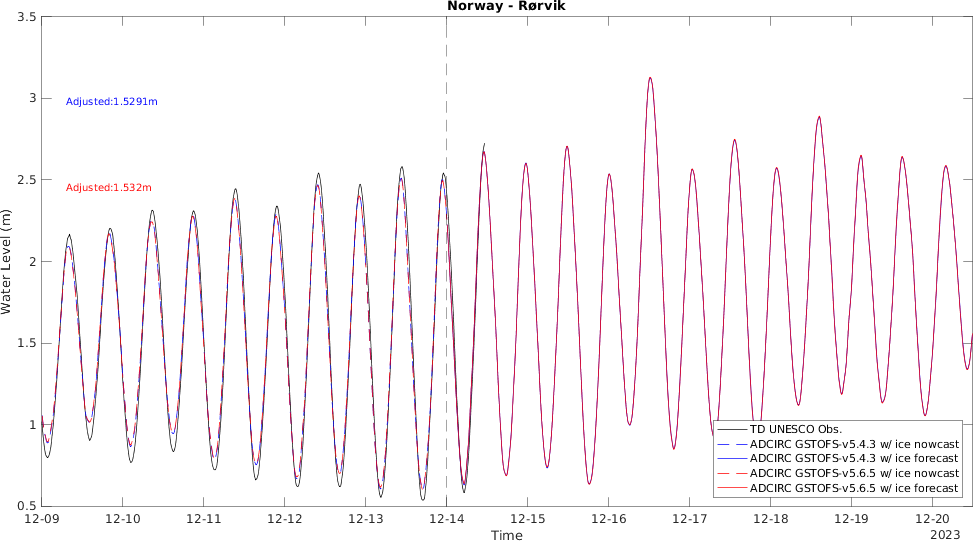 Norway - Rørvik
3.5
3
2.5
2
1.5
1
0.5
Water Level (m)
Adjusted:1.5291m
Adjusted:1.532m
TD UNESCO Obs.
ADCIRC GSTOFS-v5.4.3 w/ ice nowcast
ADCIRC GSTOFS-v5.4.3 w/ ice forecast
ADCIRC GSTOFS-v5.6.5 w/ ice nowcast
ADCIRC GSTOFS-v5.6.5 w/ ice forecast
12-09 12-10 12-11 12-12 12-13 12-14 12-15 12-16 12-17 12-18 12-19 12-20
Time 2023